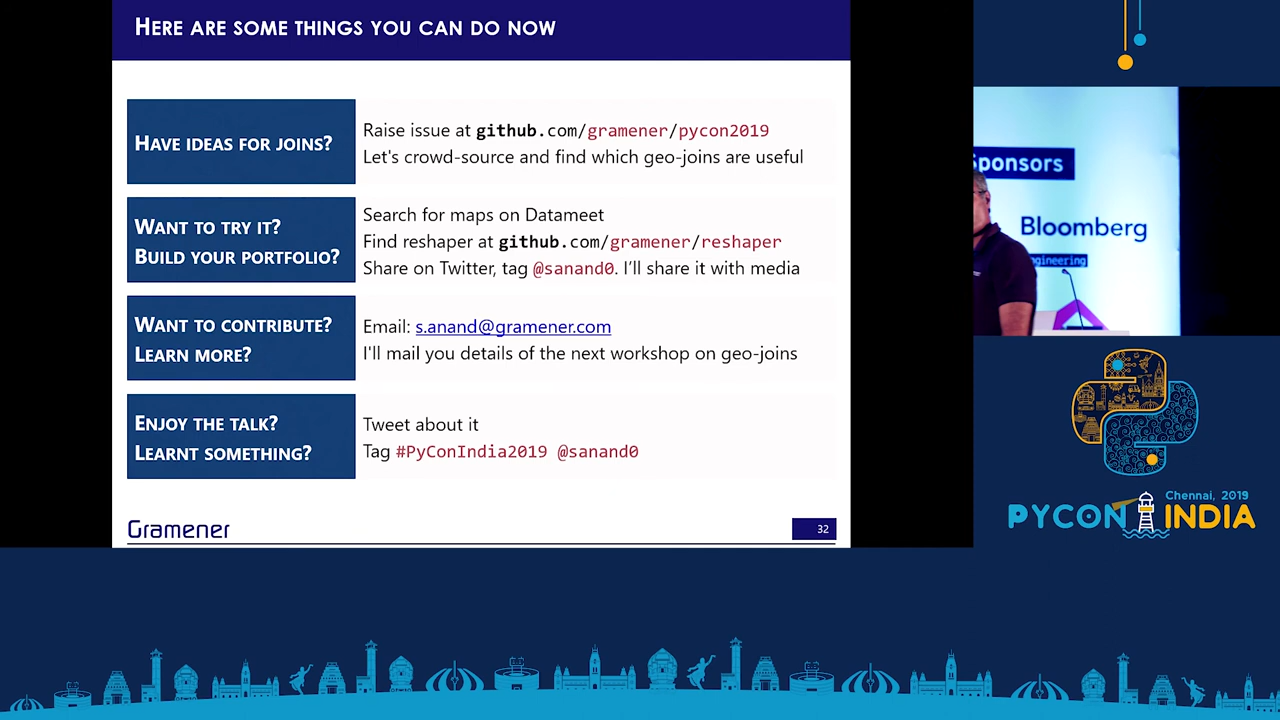 HERE ARE SOME THINGS YOU CAN DO NOW
HAVE IDEAS FOR JOINS?
Raise issue at github.com/gramener/pycon2019
Let's crowd-source and find which geo-joins are useful
WANT TO TRY IT?
BUILD YOUR PORTFOLIO?
Search for maps on Datameet
Find reshaper at github.com/gramener/reshaper
Share on Twitter, tag @sanand0. I'll share it with media
WANT TO CONTRIBUTE?
LEARN MORE?
Email: s.anand@gramener.com
I'll mail you details of the next workshop on geo-joins
ENJOY THE TALK?
LEARNT SOMETHING?
Tweet about it
Tag #PyConIndia2019 @sanand0
Gramener
32
Sponsors
Bloomberg
Engineering
Chennai, 2019
PYCON INDIA